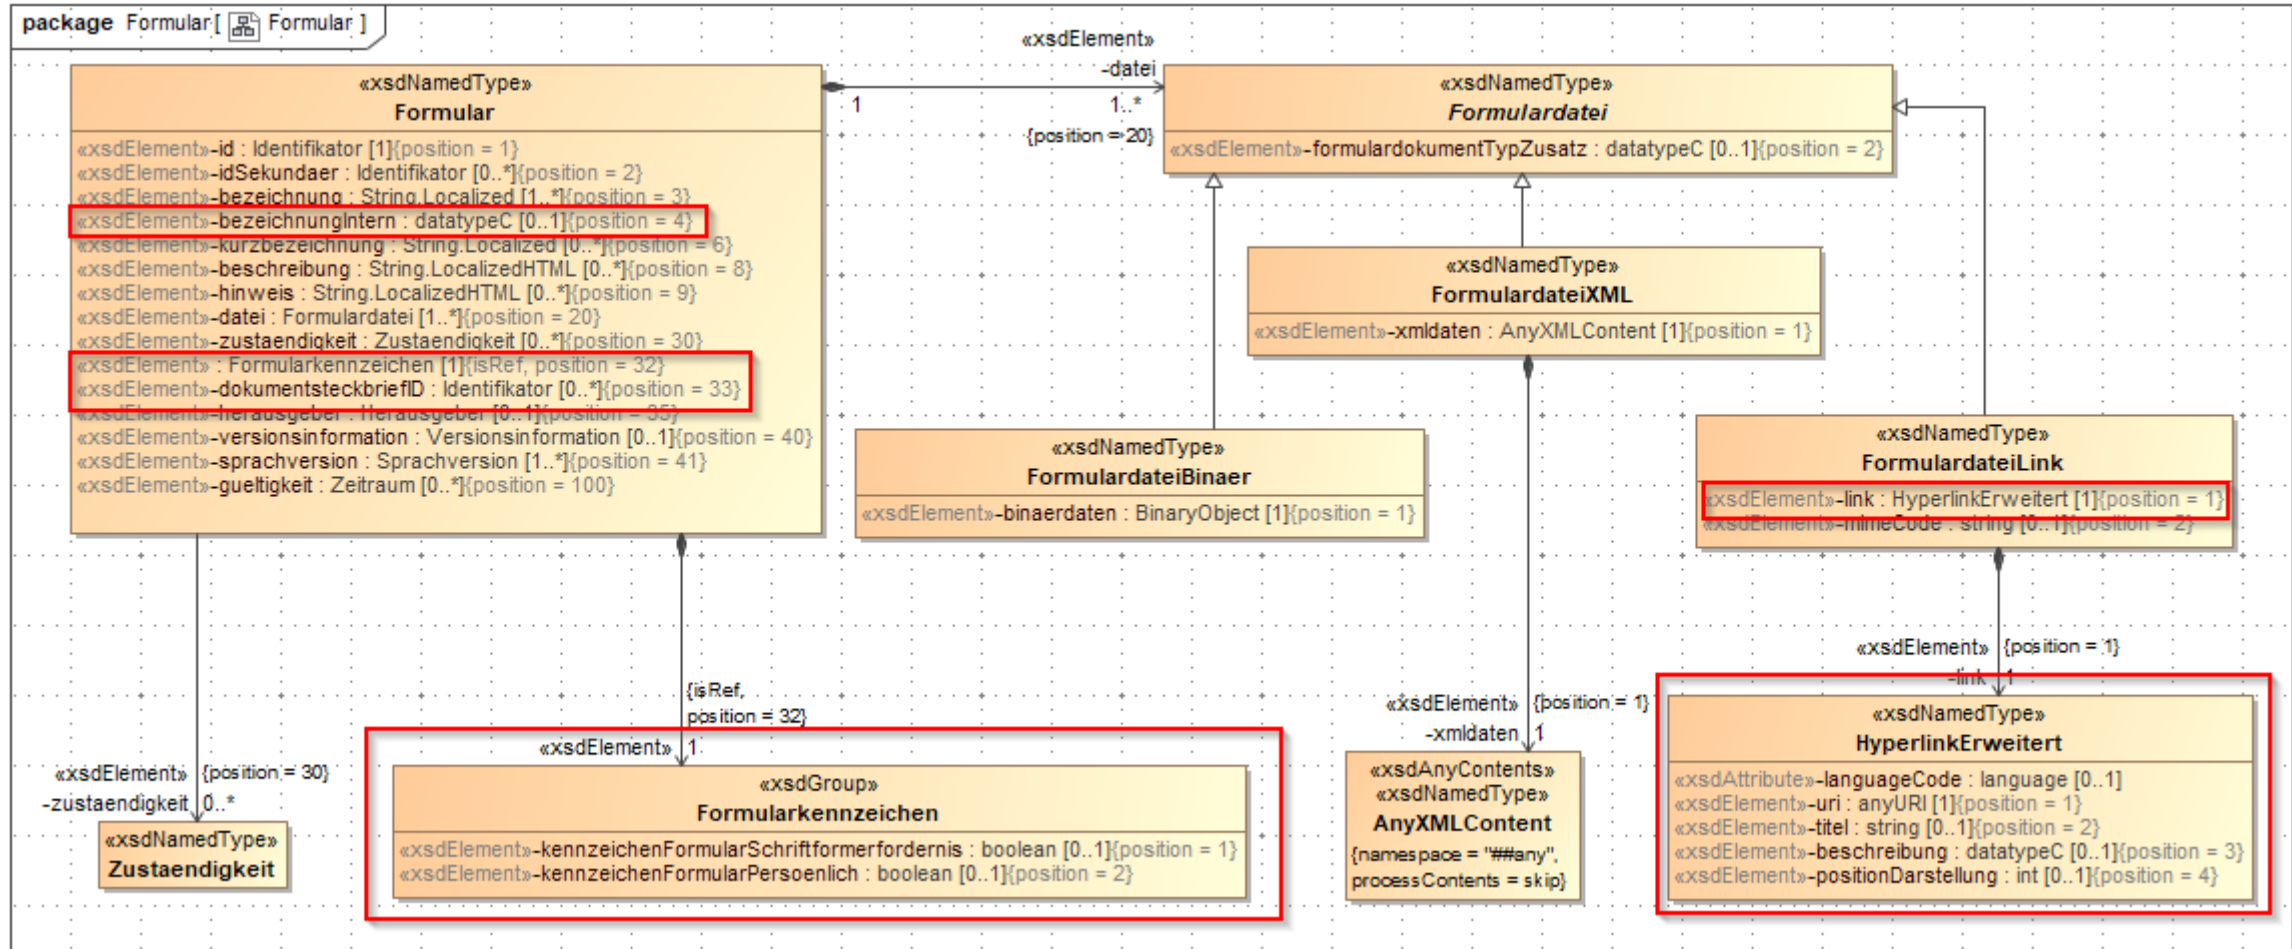 package Formular[ Formular ]
«xsdNamedType»
Formular
«xsdElement»-id : Identifikator [1]{position = 1}
«xsdElement»-idSekundaer : Identifikator [0..*]{position = 2}
«xsdElement»-bezeichnung : String.Localized [1..*]{position = 3}
«xsdElement»-bezeichnungIntern : datatypeC [0..1]{position = 4}
«xsdElement»-kurzbezeichnung : String.Localized [0..*]{position = 6}
«xsdElement»-beschreibung : String.LocalizedHTML [0..*]{position = 8}
«xsdElement»-hinweis : String.LocalizedHTML [0..*]{position = 9}
«xsdElement»-datei : Formulardatei [1..*]{position = 20}
«xsdElement»-zustaendigkeit : Zustaendigkeit [0..*]{position = 30}
«xsdElement» : Formularkennzeichen [1]{isRef, position = 32}
«xsdElement»-dokumentsteckbriefID : Identifikator [0..*]{position = 33}
«xsdElement»-herausgeber : Herausgeber [0..1]{position = 35}
«xsdElement»-versionsinformation : Versionsinformation [0..1]{position = 40}
«xsdElement»-sprachversion : Sprachversion [1..*]{position = 41}
«xsdElement»-gueltigkeit : Zeitraum [0..*]{position = 100}
«xsdElement»
-datei
1
1..*
{position = 20}
«xsdNamedType»
Formulardatei
«xsdElement»-formulardokumentTypZusatz : datatypeC [0..1]{position = 2}
«xsdNamedType»
FormulardateiXML
«xsdElement»-xmldaten : AnyXMLContent [1]{position = 1}
«xsdNamedType»
FormulardateiBinaer
«xsdElement»-binaerdaten : BinaryObject [1]{position = 1}
«xsdNamedType»
FormulardateiLink
«xsdElement»-link : HyperlinkErweitert [1]{position = 1}
«xsdElement»-mimeCode : string [0..1]{position = 2}
«xsdElement» {position = 1}
-link 1
{isRef,
position = 32}
«xsdElement» 1
«xsdElement» {position = 1}
-xmldaten 1
«xsdElement» {position = 30}
-zustaendigkeit 0..*
«xsdNamedType»
Zustaendigkeit
«xsdGroup»
Formularkennzeichen
«xsdElement»-kennzeichenFormularSchriftformerfordernis : boolean [0..1]{position = 1}
«xsdElement»-kennzeichenFormularPersoenlich : boolean [0..1]{position = 2}
«xsdAnyContents»
«xsdNamedType»
AnyXMLContent
{namespace = "##any",
processContents = skip}
«xsdNamedType»
HyperlinkErweitert
«xsdAttribute»-languageCode : language [0..1]
«xsdElement»-uri : anyURI [1]{position = 1}
«xsdElement»-titel : string [0..1]{position = 2}
«xsdElement»-beschreibung : datatypeC [0..1]{position = 3}
«xsdElement»-positionDarstellung : int [0..1]{position = 4}